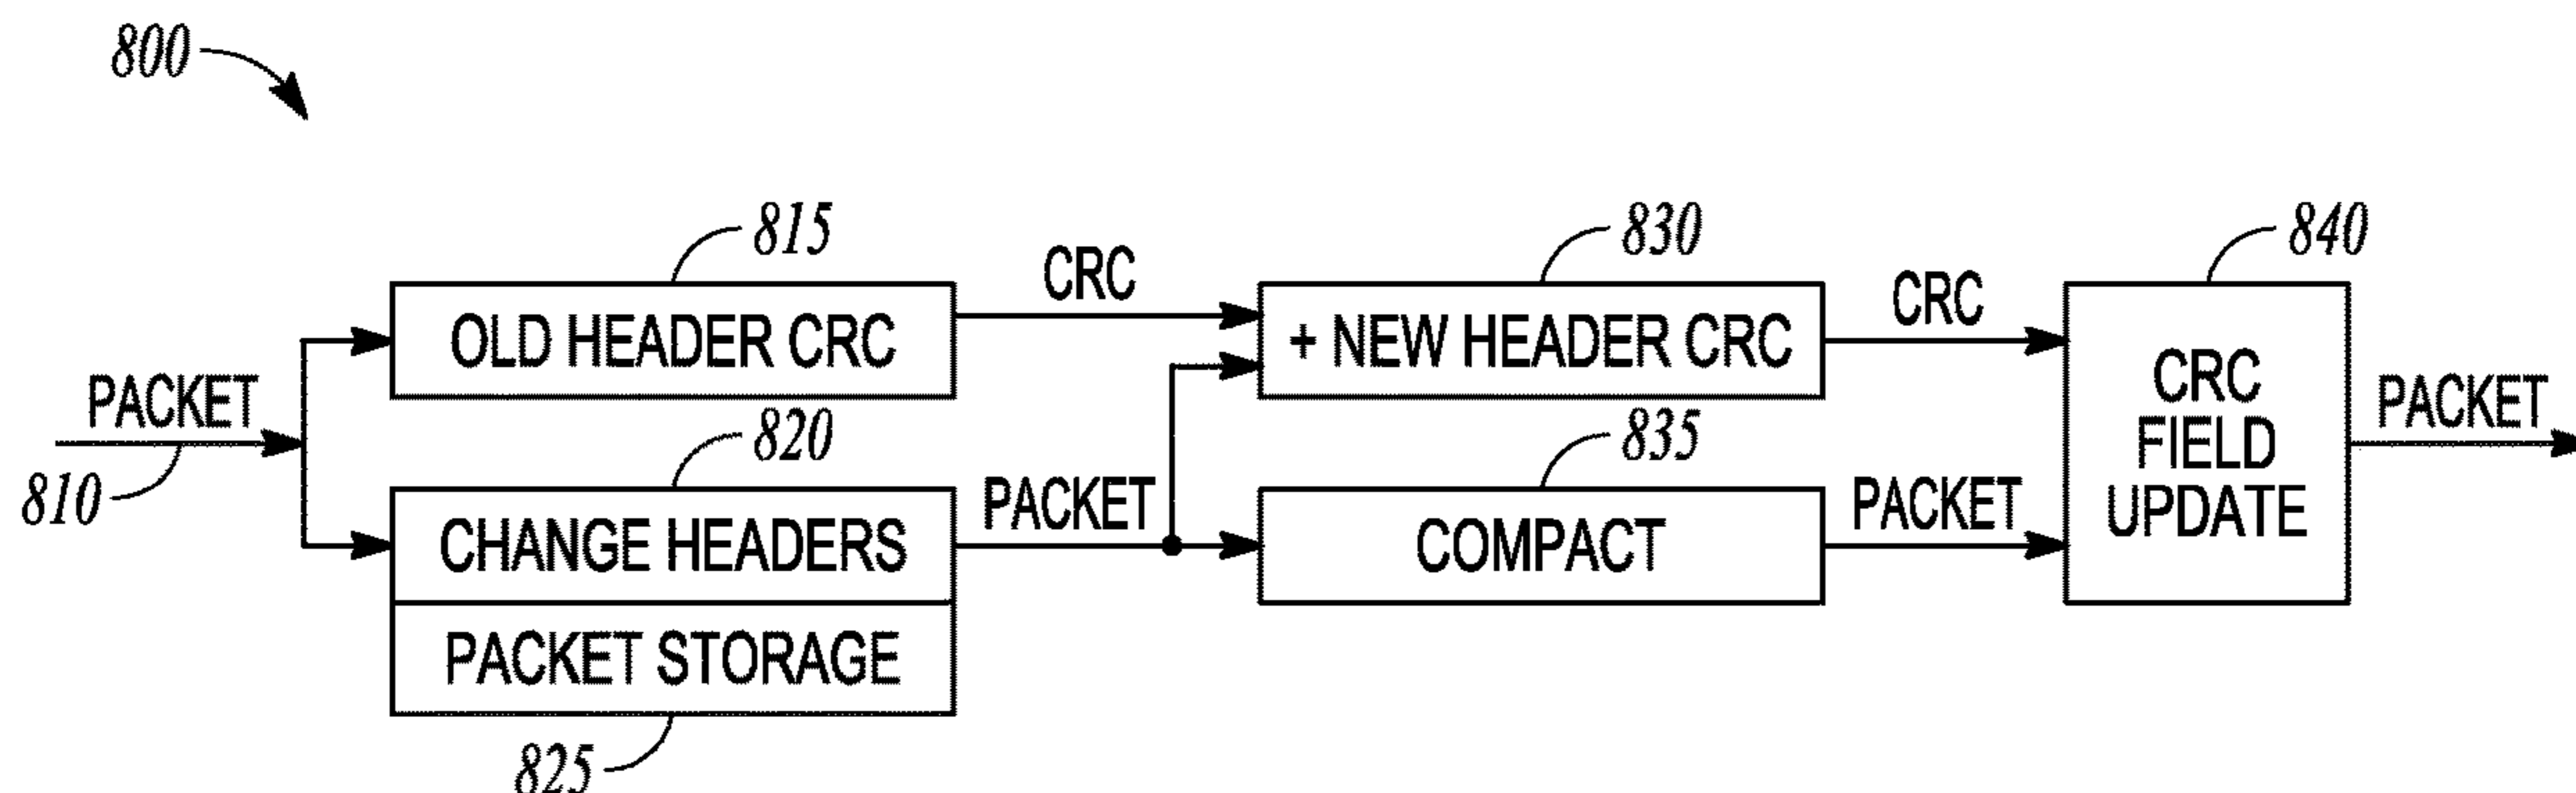 800
815
CRC
830
CRC
840
OLD HEADER CRC
+ NEW HEADER CRC
PACKET
810
820
PACKET
835
PACKET
CRC
FIELD
UPDATE
PACKET
CHANGE HEADERS
COMPACT
PACKET STORAGE
825